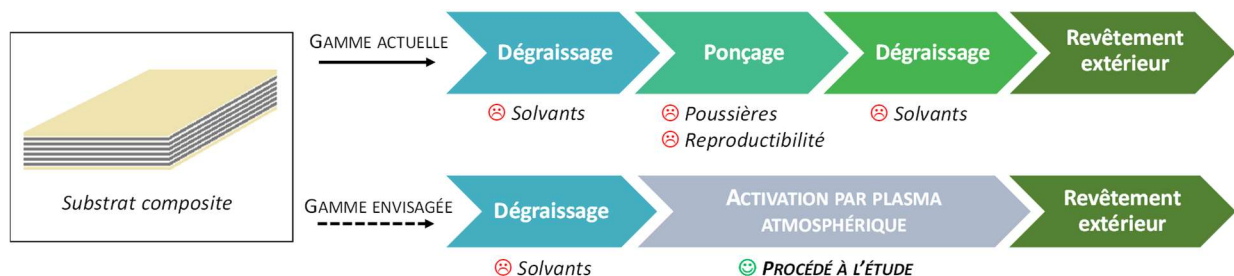 GAMME ACTUELLE
Dégraissage
Ponçage
Dégraissage
Revêtement
extérieur
☹ Solvants
☹ Poussières
☹ Reproductibilité
☹ Solvants
Substrat composite
GAMME ENVISAGÉE
Dégraissage
ACTIVATION PAR PLASMA
ATMOSPHÉRIQUE
Revêtement
extérieur
☹ Solvants
☺ PROCÉDÉ À L'ÉTUDE